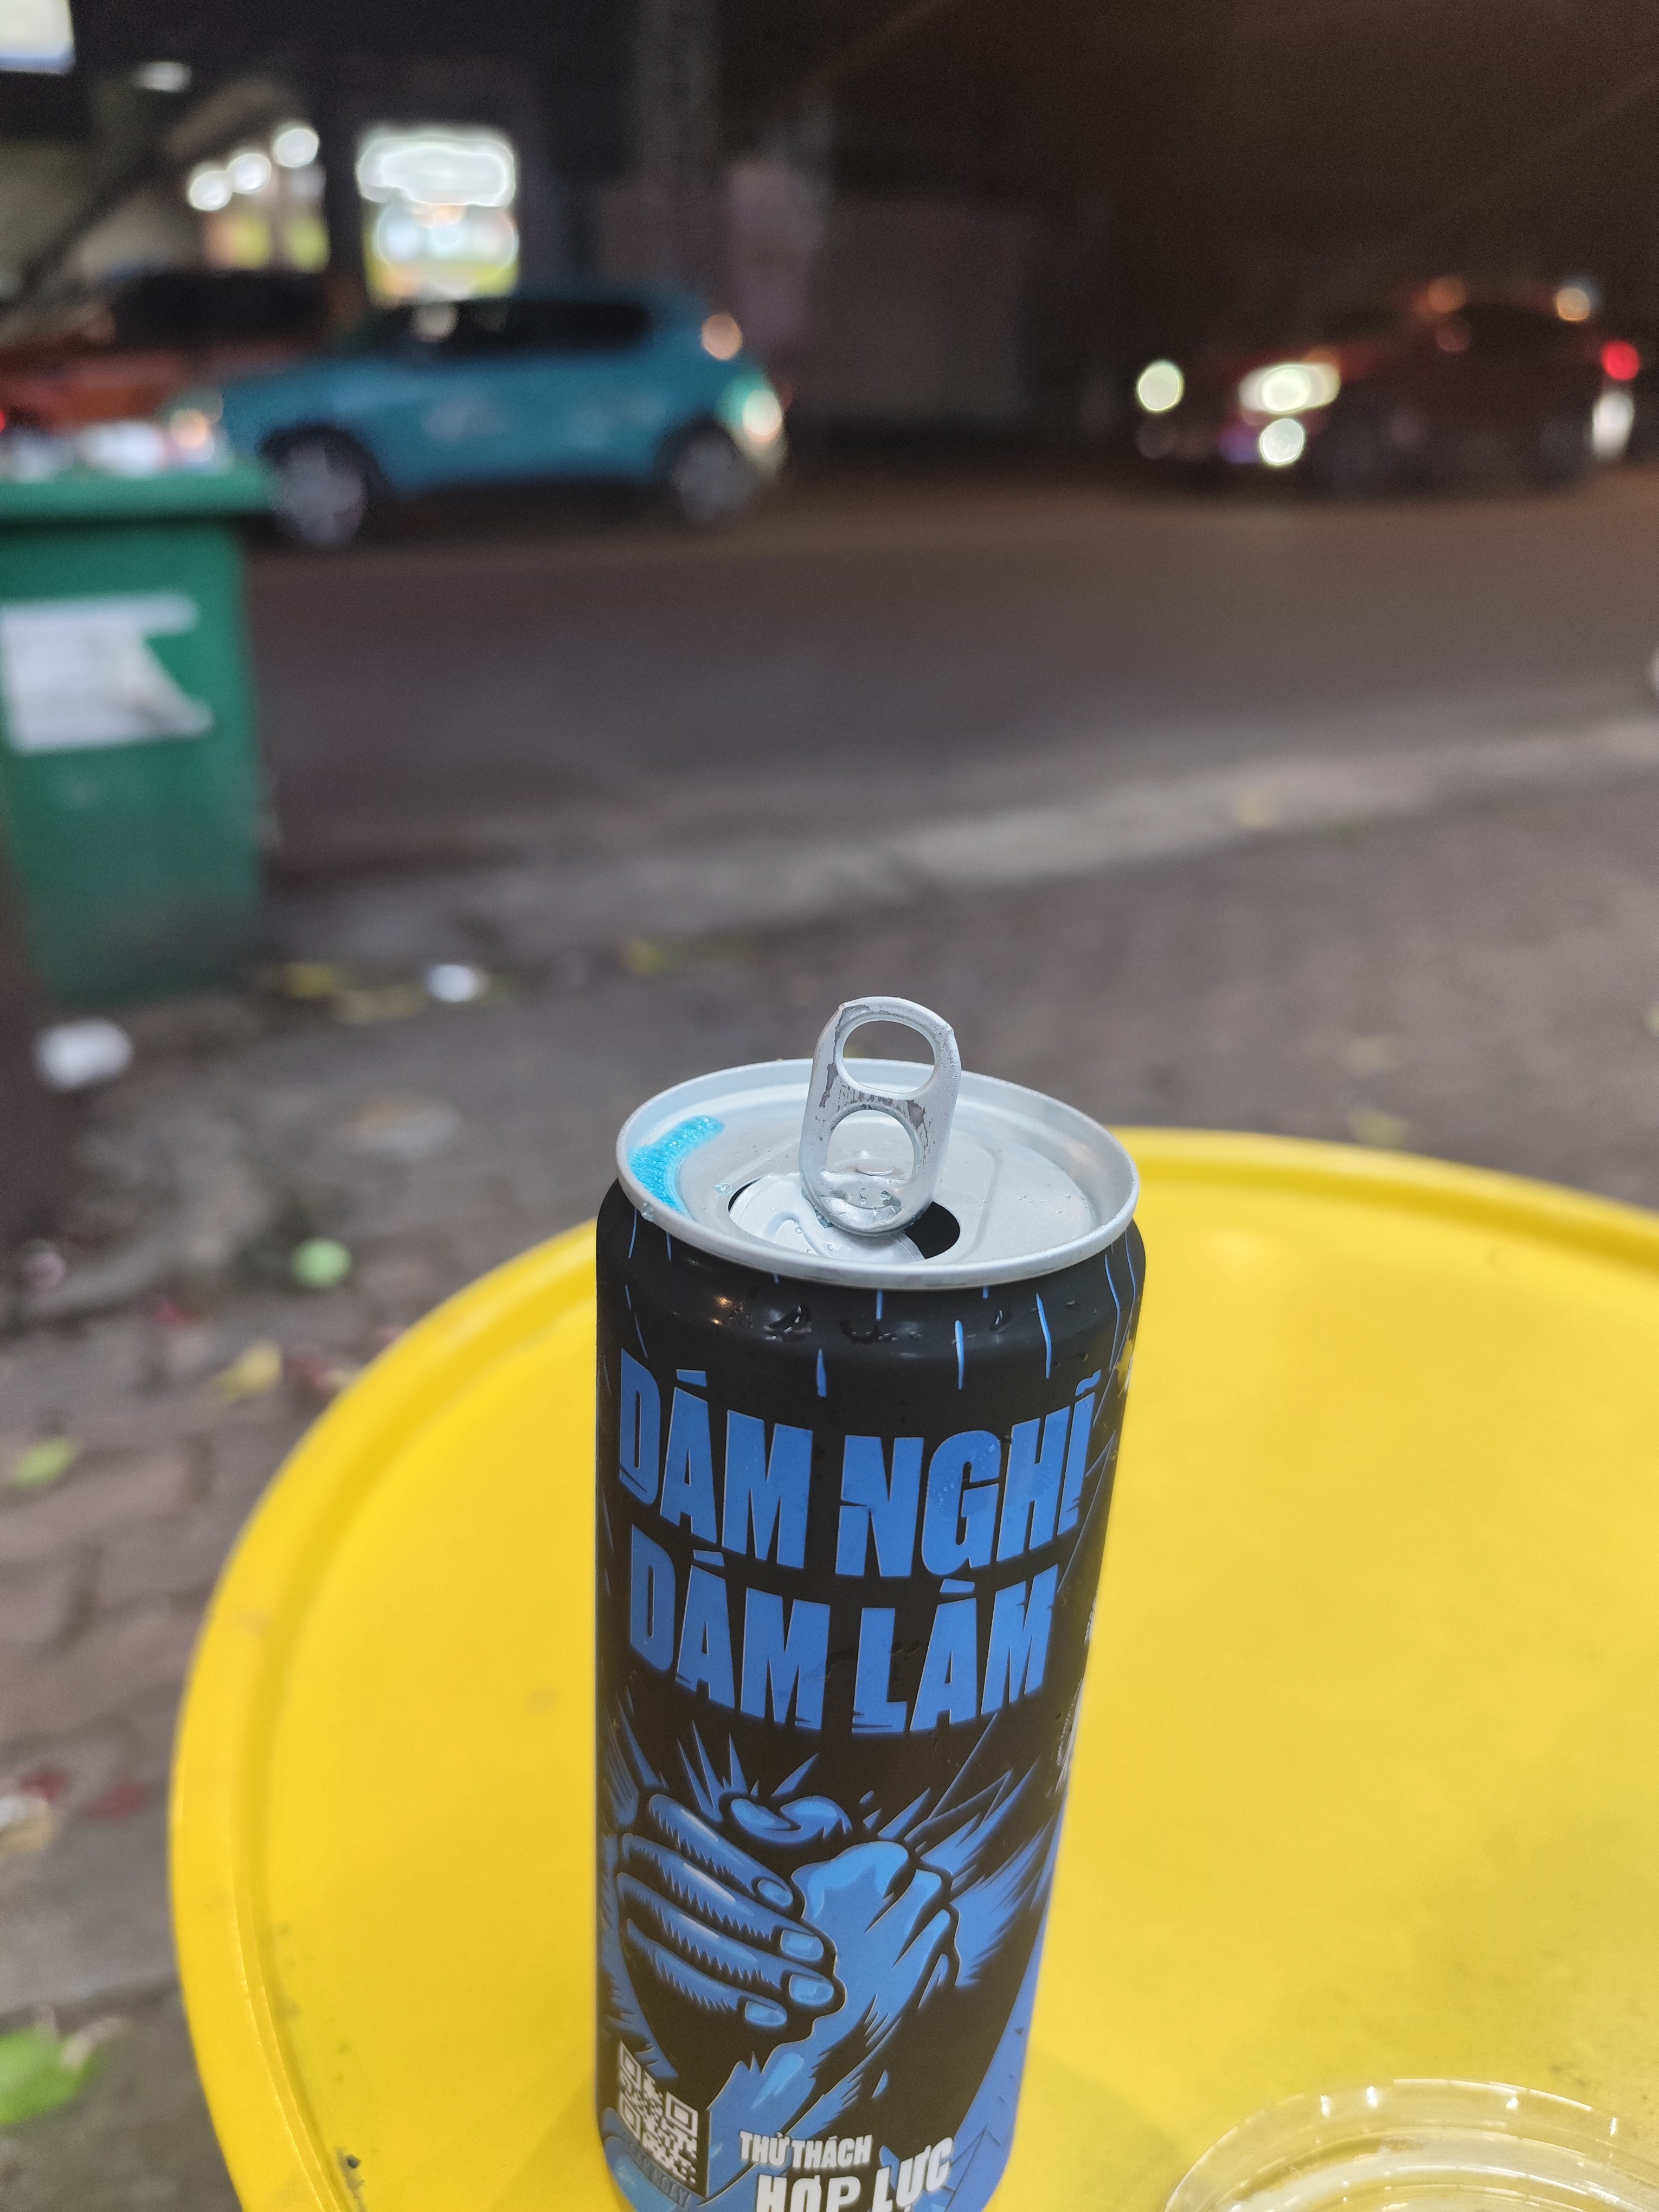 DÁM NGHĨ
DÁM LÀM
THỬ THÁCH
HỢP LỰC